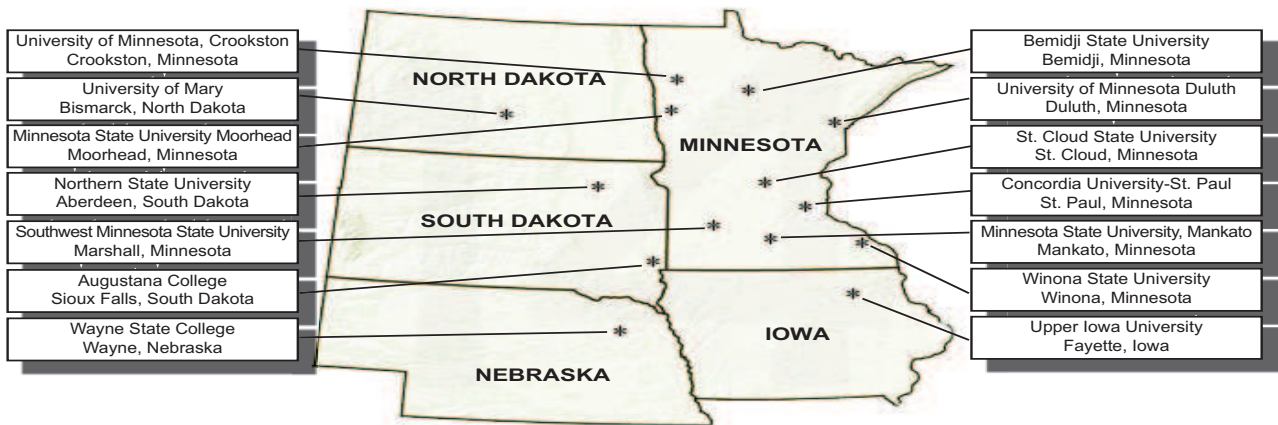 University of Minnesota, Crookston
Crookston, Minnesota
University of Mary
Bismarck, North Dakota
Minnesota State University Moorhead
Moorhead, Minnesota
Northern State University
Aberdeen, South Dakota
Southwest Minnesota State University
Marshall, Minnesota
Augustana College
Sioux Falls, South Dakota
Wayne State College
Wayne, Nebraska
NORTH DAKOTA
MINNESOTA
SOUTH DAKOTA
IOWA
NEBRASKA
Bemidji State University
Bemidji, Minnesota
University of Minnesota Duluth
Duluth, Minnesota
St. Cloud State University
St. Cloud, Minnesota
Concordia University-St. Paul
St. Paul, Minnesota
Minnesota State University, Mankato
Mankato, Minnesota
Winona State University
Winona, Minnesota
Upper Iowa University
Fayette, Iowa